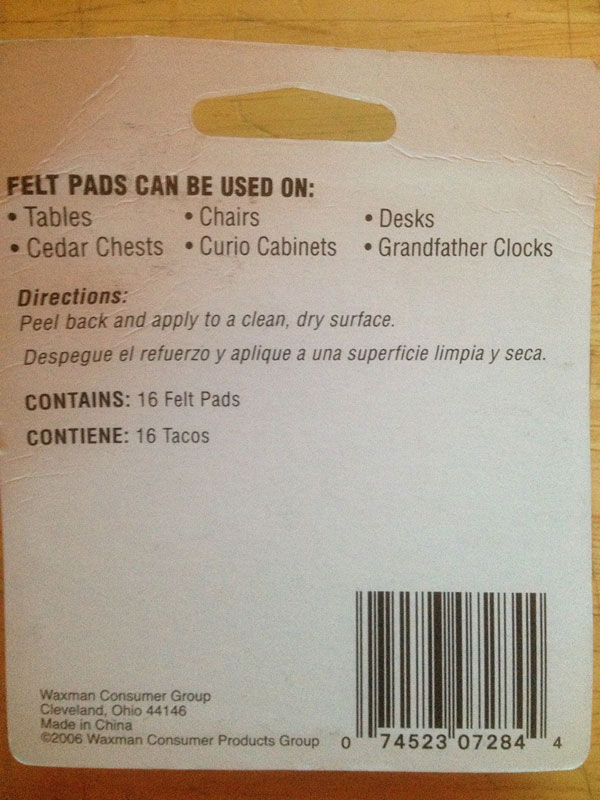 FELT PADS CAN BE USED ON:
• Tables • Chairs • Desks
• Cedar Chests • Curio Cabinets • Grandfather Clocks
Directions:
Peel back and apply to a clean, dry surface.
Despegue el refuerzo y aplique a una superficie limpia y seca.
CONTAINS: 16 Felt Pads
CONTIENE: 16 Tacos
Waxman Consumer Group
Cleveland, Ohio 44146
Made in China
©2006 Waxman Consumer Products Group
0 74523 07284 4